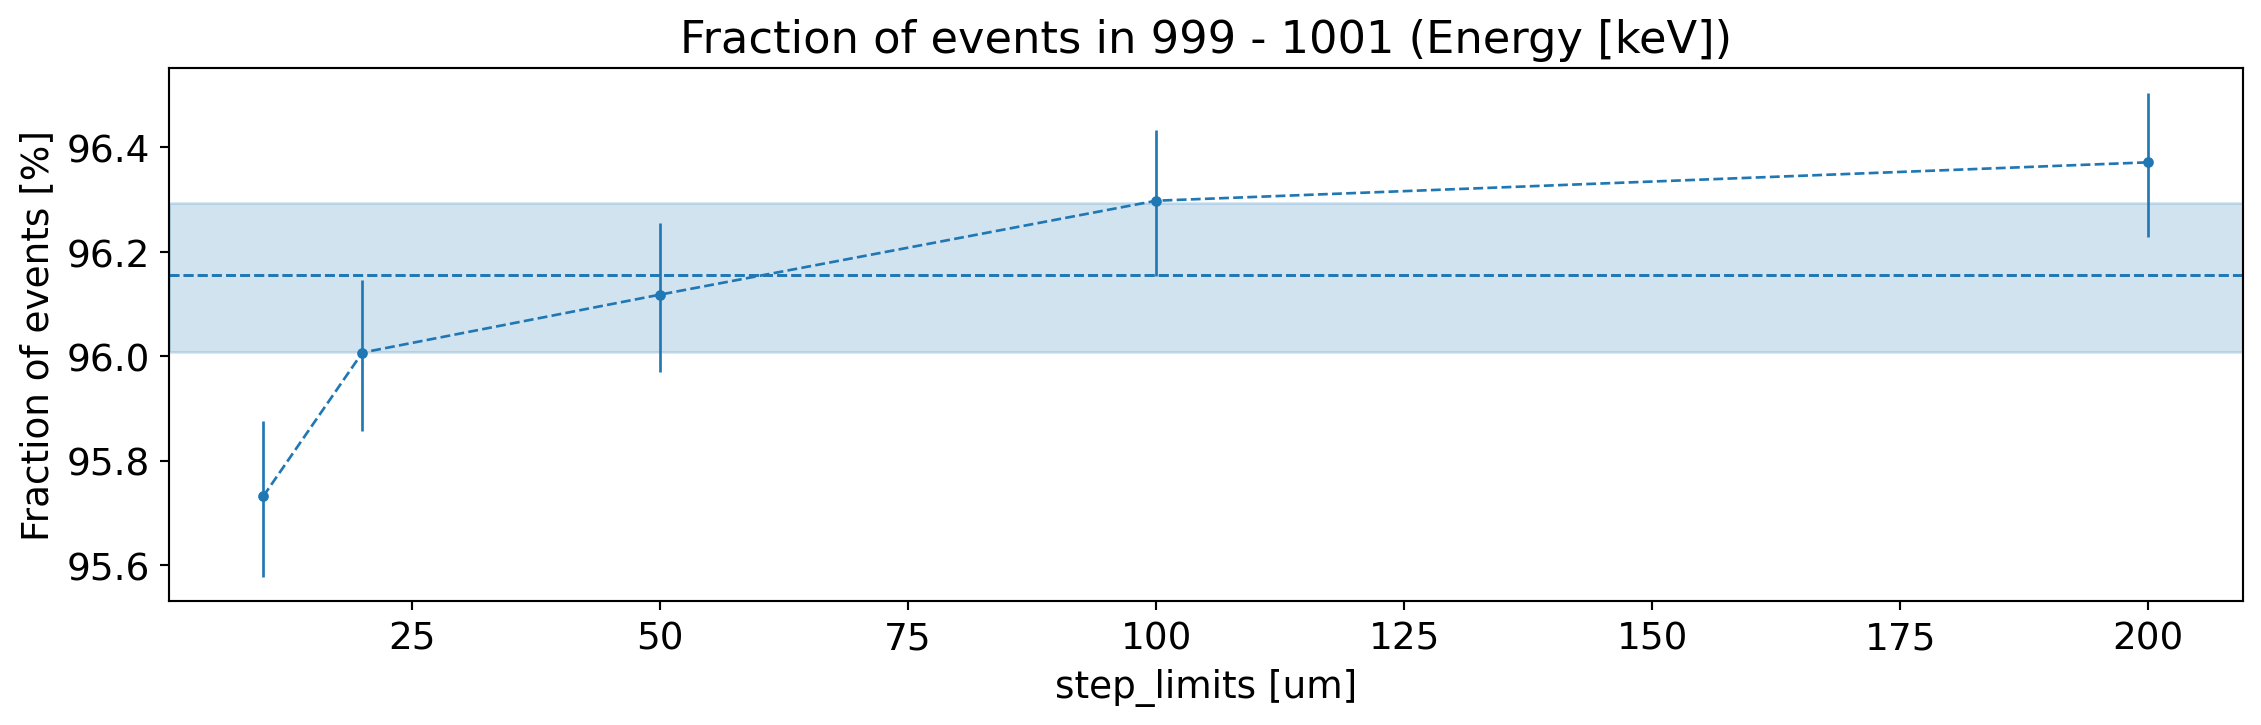 Fraction of events in 999 - 1001 (Energy [keV])
Fraction of events [%]
96.4
96.2
96.0
95.8
95.6
25 50 75 100 125 150 175 200
step_limits [um]